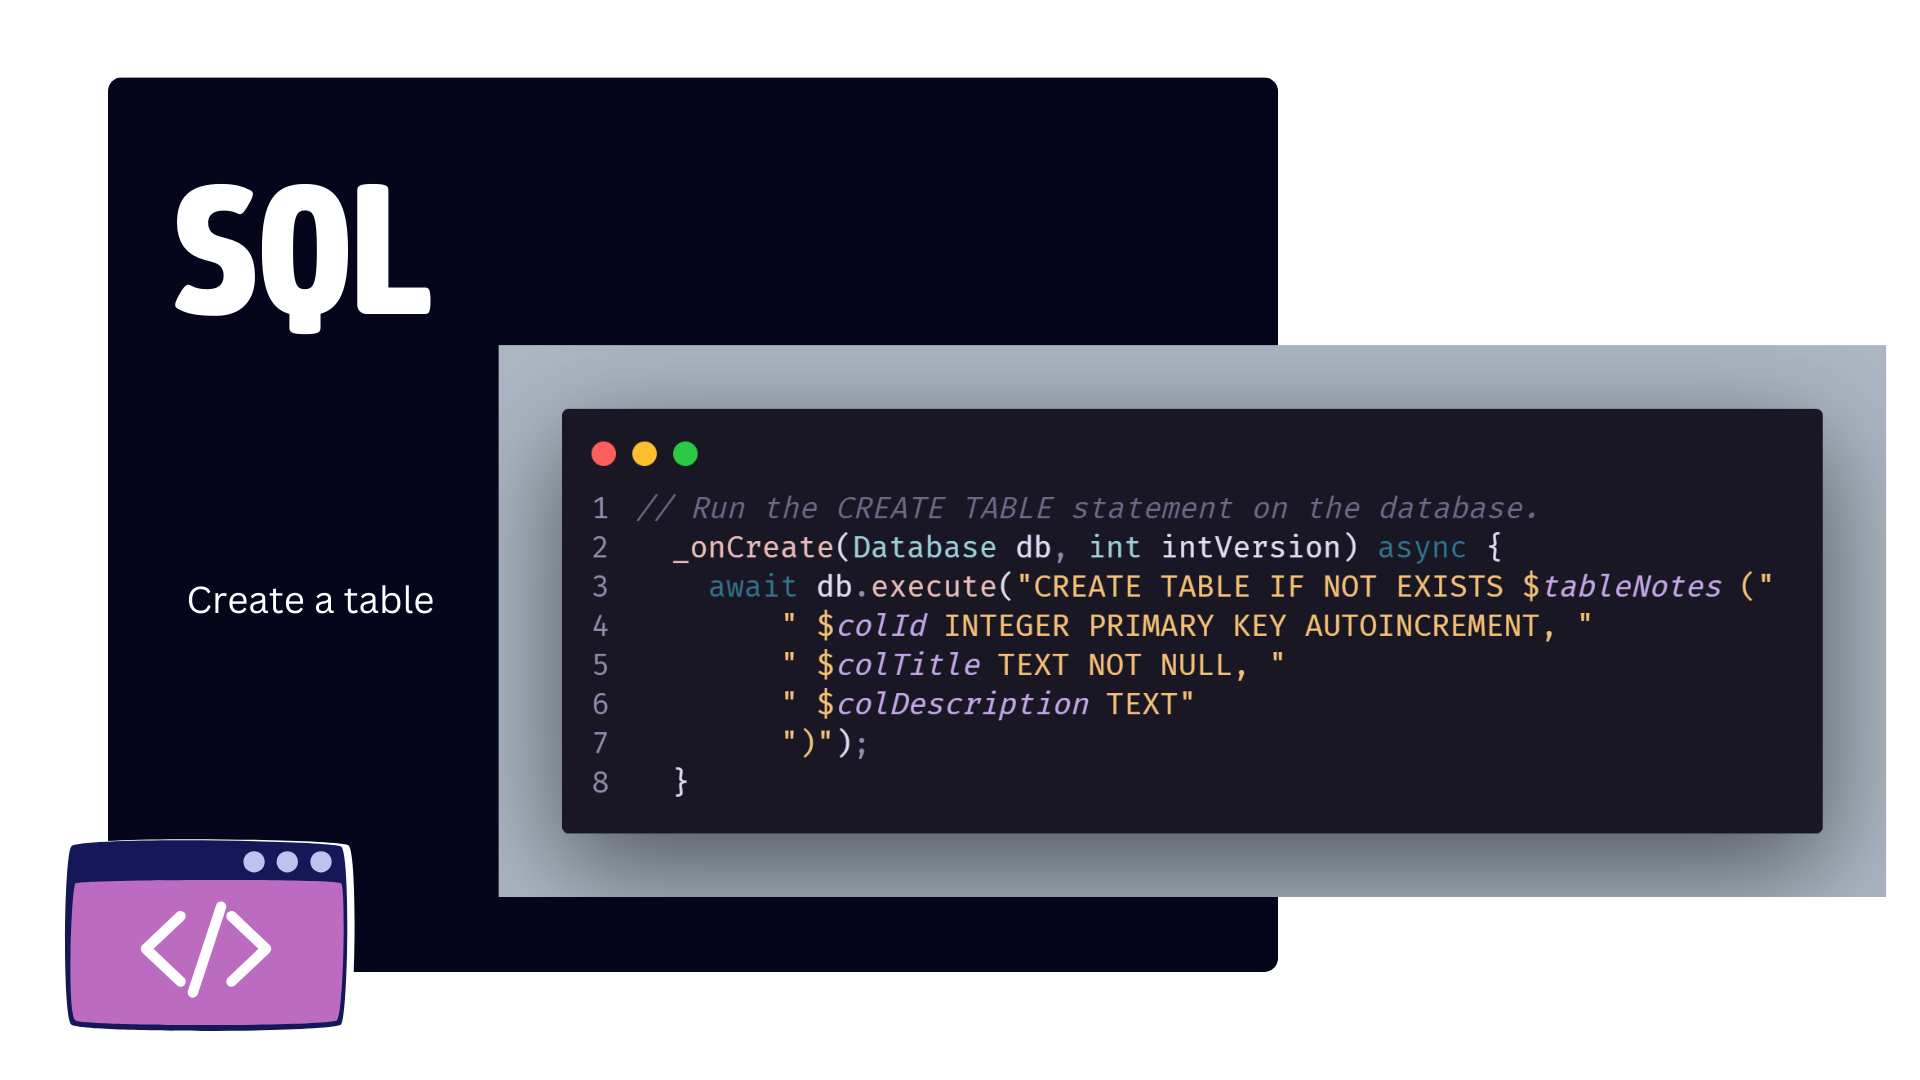 SQL
Create a table
1 // Run the CREATE TABLE statement on the database.
2   _onCreate(Database db, int intVersion) async {
3     await db.execute("CREATE TABLE IF NOT EXISTS $tableNotes ("
4         " $colId INTEGER PRIMARY KEY AUTOINCREMENT, "
5         " $colTitle TEXT NOT NULL, "
6         " $colDescription TEXT"
7         ")");
8   }
</>